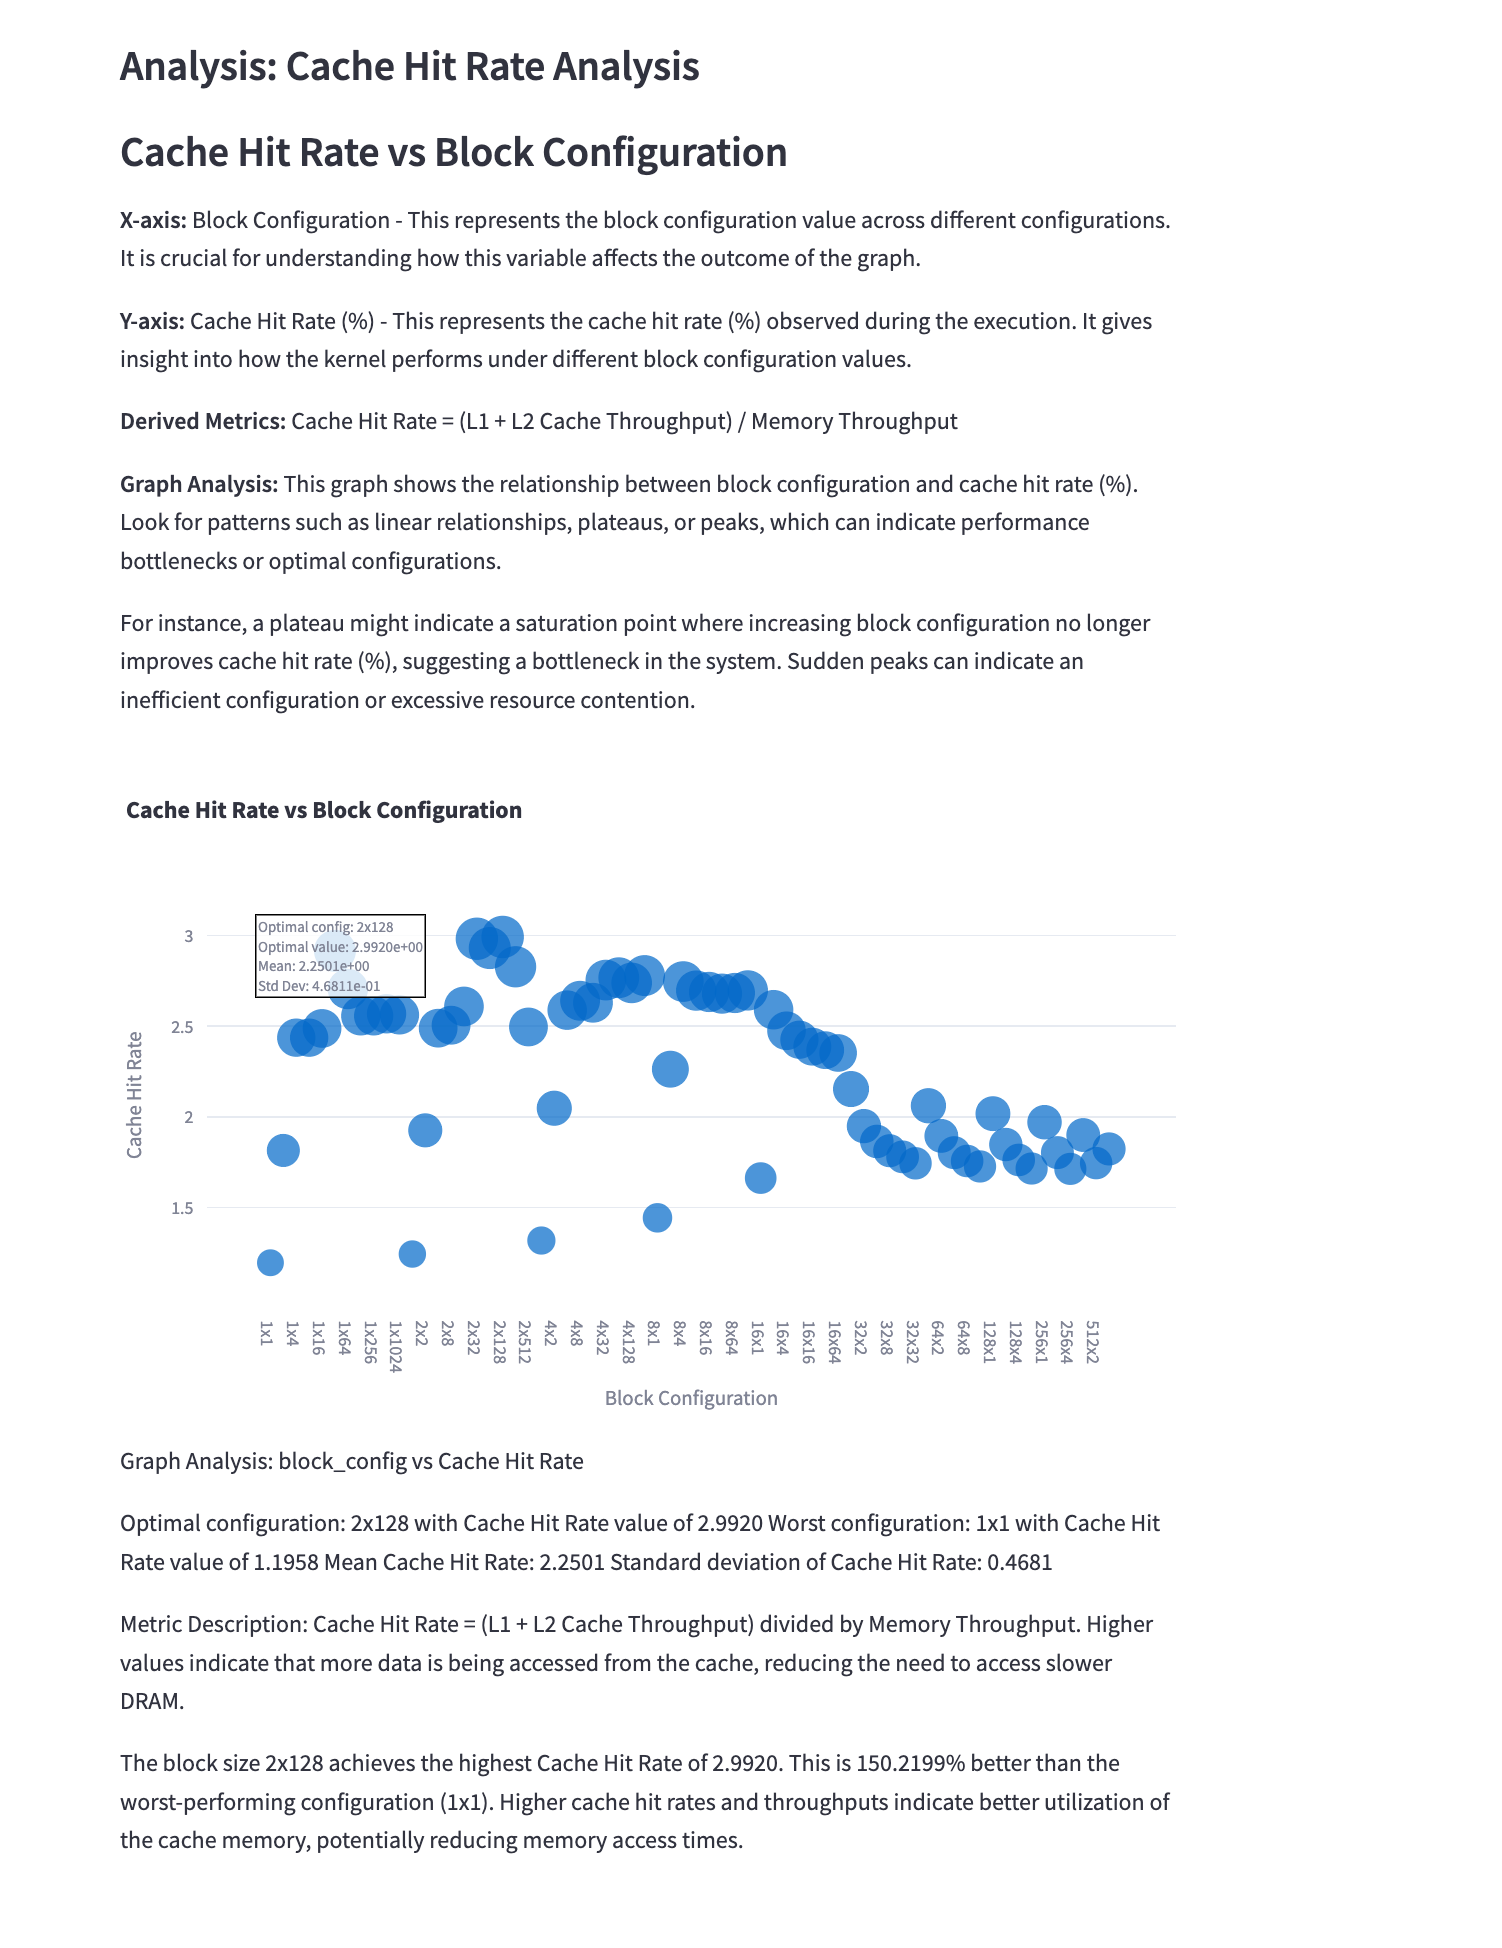 Analysis: Cache Hit Rate Analysis
Cache Hit Rate vs Block Configuration
X-axis: Block Configuration - This represents the block configuration value across different configurations.
It is crucial for understanding how this variable affects the outcome of the graph.
Y-axis: Cache Hit Rate (%) - This represents the cache hit rate (%) observed during the execution. It gives
insight into how the kernel performs under different block configuration values.
Derived Metrics: Cache Hit Rate = (L1 + L2 Cache Throughput) / Memory Throughput
Graph Analysis: This graph shows the relationship between block configuration and cache hit rate (%).
Look for patterns such as linear relationships, plateaus, or peaks, which can indicate performance
bottlenecks or optimal configurations.
For instance, a plateau might indicate a saturation point where increasing block configuration no longer
improves cache hit rate (%), suggesting a bottleneck in the system. Sudden peaks can indicate an
inefficient configuration or excessive resource contention.
Cache Hit Rate vs Block Configuration
Optimal config: 2x128
Optimal value: 2.9920e+00
Mean: 2.2501e+00
Std Dev: 4.6811e-01
3
2.5
2
1.5
Cache Hit Rate
1x1
1x4
1x16
1x64
1x256
1x1024
2x2
2x8
2x32
2x128
2x512
4x2
4x8
4x32
4x128
8x1
8x4
8x16
8x64
16x1
16x4
16x16
16x64
32x2
32x8
32x32
64x2
64x8
128x1
128x4
256x1
256x4
512x2
Block Configuration
Graph Analysis: block_config vs Cache Hit Rate
Optimal configuration: 2x128 with Cache Hit Rate value of 2.9920 Worst configuration: 1x1 with Cache Hit
Rate value of 1.1958 Mean Cache Hit Rate: 2.2501 Standard deviation of Cache Hit Rate: 0.4681
Metric Description: Cache Hit Rate = (L1 + L2 Cache Throughput) divided by Memory Throughput. Higher
values indicate that more data is being accessed from the cache, reducing the need to access slower
DRAM.
The block size 2x128 achieves the highest Cache Hit Rate of 2.9920. This is 150.2199% better than the
worst-performing configuration (1x1). Higher cache hit rates and throughputs indicate better utilization of
the cache memory, potentially reducing memory access times.